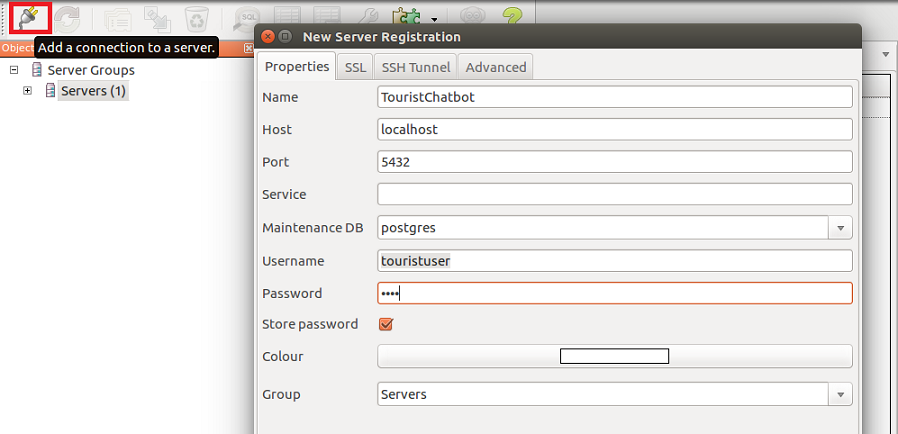 SQL
New Server Registration
Add a connection to a server.
Object
Server Groups
Servers (1)
Properties
SSL
SSH Tunnel
Advanced
Name
TouristChatbot
Host
localhost
Port
5432
Service
Maintenance DB
postgres
Username
touristuser
Password
••••
Store password
Colour
Group
Servers